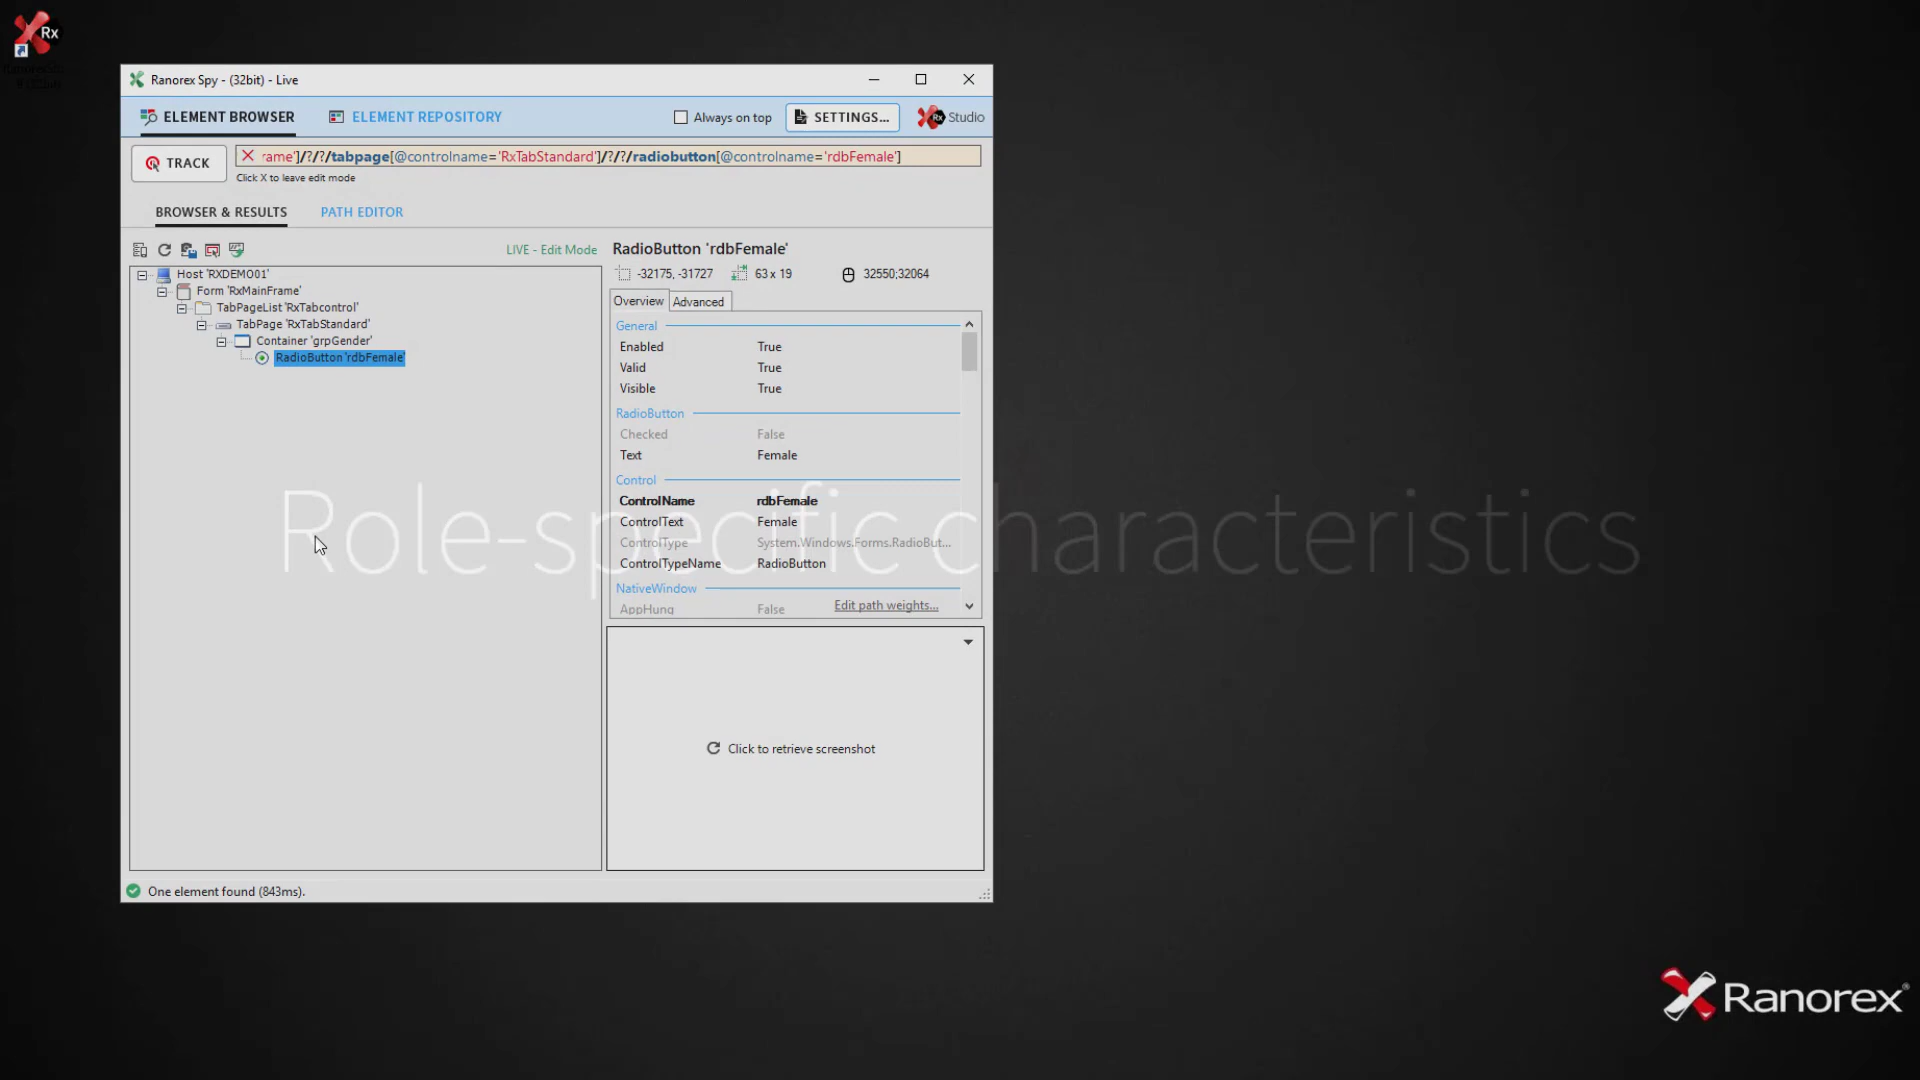 Rx
Ranorex Spy - (32bit) - Live
ELEMENT BROWSER
ELEMENT REPOSITORY
Always on top
SETTINGS...
Rx Studio
TRACK
rame']/?/?/tabpage[@controlname='RxTabStandard']/?/?/radiobutton[@controlname='rdbFemale']
Click X to leave edit mode
BROWSER & RESULTS
PATH EDITOR
LIVE - Edit Mode
Host 'RXDEMO01'
Form 'RxMainFrame'
TabPageList 'RxTabcontrol'
TabPage 'RxTabStandard'
Container 'grpGender'
RadioButton 'rdbFemale'
RadioButton 'rdbFemale'
-32175, -31727
63 x 19
32550;32064
Overview
Advanced
General
Enabled True
Valid True
Visible True
RadioButton
Checked False
Text Female
Control
ControlName rdbFemale
ControlText Female
ControlType System.Windows.Forms.RadioBut...
ControlTypeName RadioButton
NativeWindow
AppHung False
Edit path weights...
Role-specific characteristics
Click to retrieve screenshot
One element found (843ms).
Ranorex®